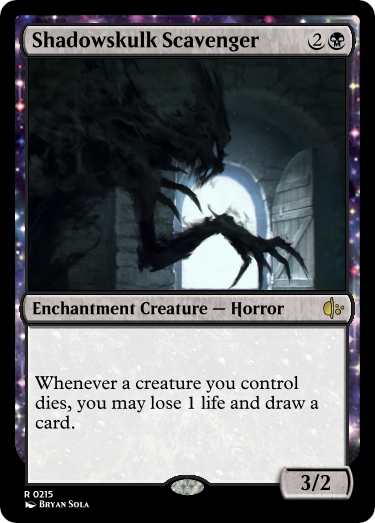 Shadowskulk Scavenger 2
Enchantment Creature — Horror
Whenever a creature you control
dies, you may lose 1 life and draw a
card.
3/2
R 0215
Bryan Sola